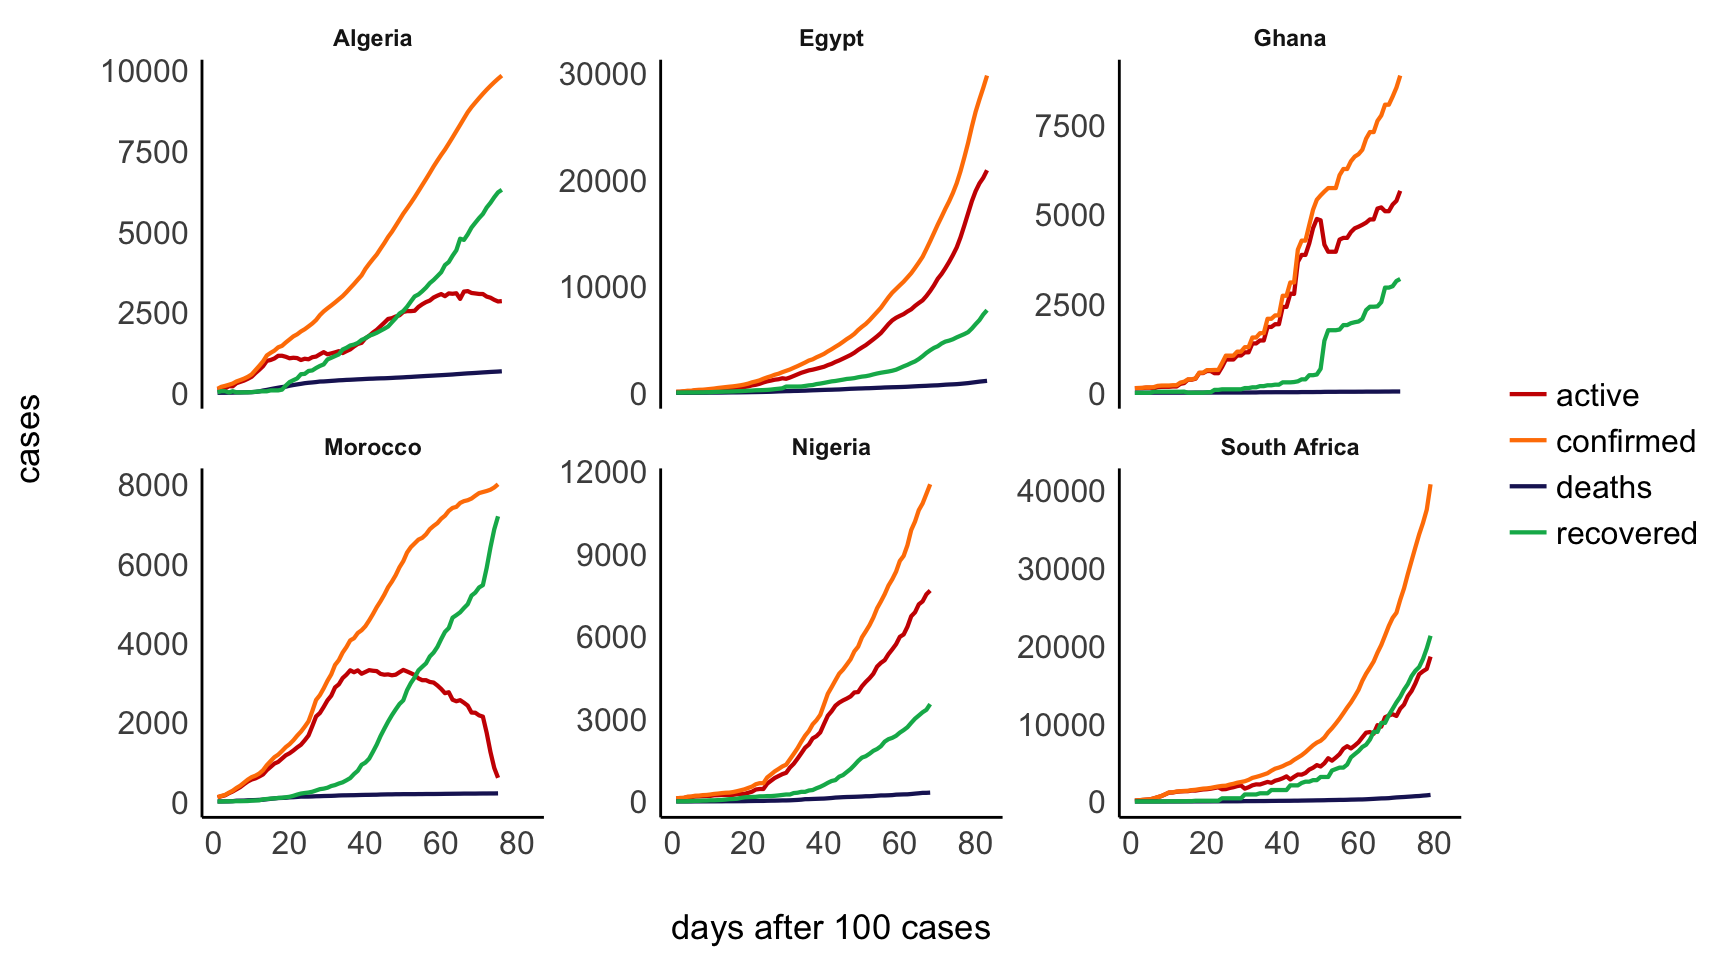 Algeria
Egypt
Ghana
10000
7500
5000
2500
0
30000
20000
10000
0
7500
5000
2500
0
Morocco
Nigeria
South Africa
8000
6000
4000
2000
0
12000
9000
6000
3000
0
40000
30000
20000
10000
0
0 20 40 60 80
0 20 40 60 80
0 20 40 60 80
cases
days after 100 cases
active
confirmed
deaths
recovered